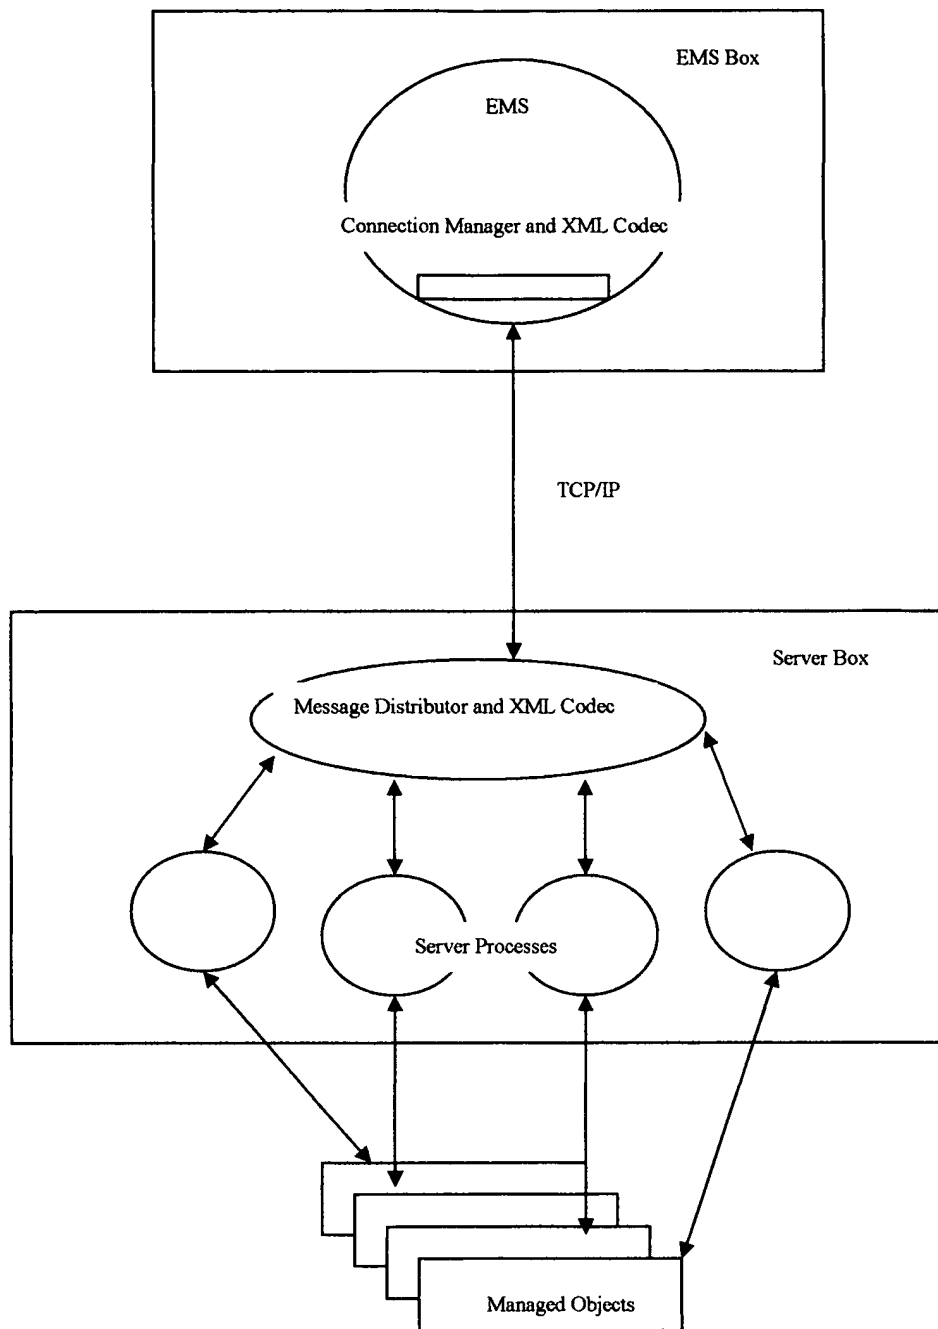 EMS Box
EMS
Connection Manager and XML Codec
TCP/IP
Server Box
Message Distributor and XML Codec
Server Processes
Managed Objects